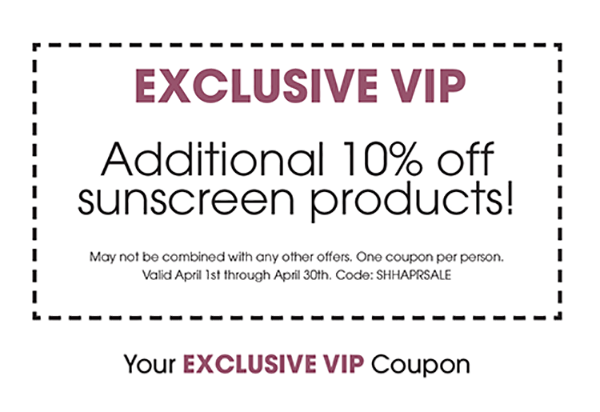 EXCLUSIVE VIP
Additional 10% off
sunscreen products!
May not be combined with any other offers. One coupon per person.
Valid April 1st through April 30th. Code: SHHAPRSALE
Your EXCLUSIVE VIP Coupon